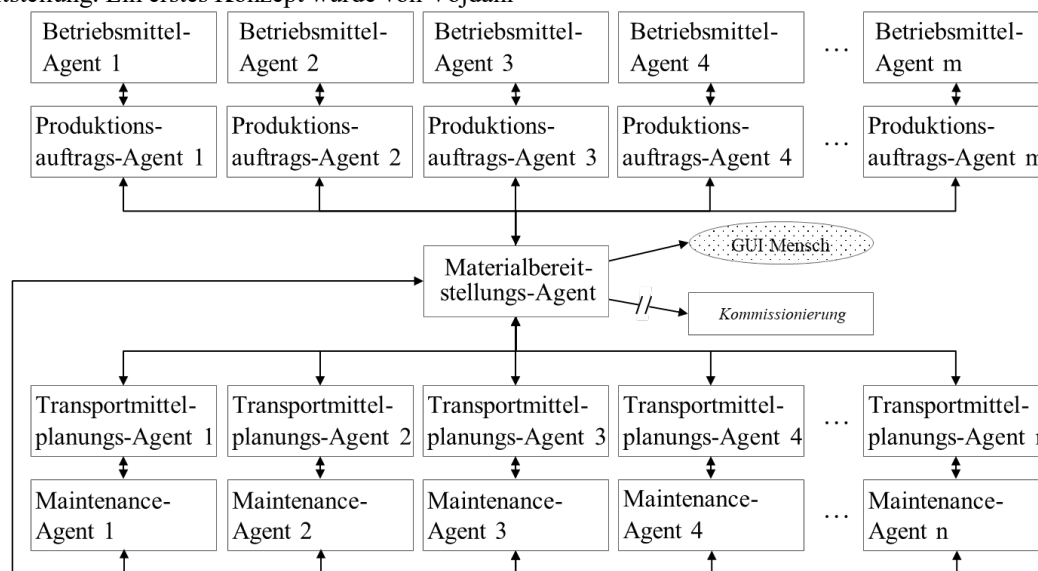 Betriebsmittel-
Agent 1
Betriebsmittel-
Agent 2
Betriebsmittel-
Agent 3
Betriebsmittel-
Agent 4
...
Betriebsmittel-
Agent m
Produktions-
auftrags-Agent 1
Produktions-
auftrags-Agent 2
Produktions-
auftrags-Agent 3
Produktions-
auftrags-Agent 4
...
Produktions-
auftrags-Agent m
Materialbereit-
stellungs-Agent
GUI Mensch
Kommissionierung
Transportmittel-
planungs-Agent 1
Transportmittel-
planungs-Agent 2
Transportmittel-
planungs-Agent 3
Transportmittel-
planungs-Agent 4
...
Transportmittel-
planungs-Agent
Maintenance-
Agent 1
Maintenance-
Agent 2
Maintenance-
Agent 3
Maintenance-
Agent 4
...
Maintenance-
Agent n